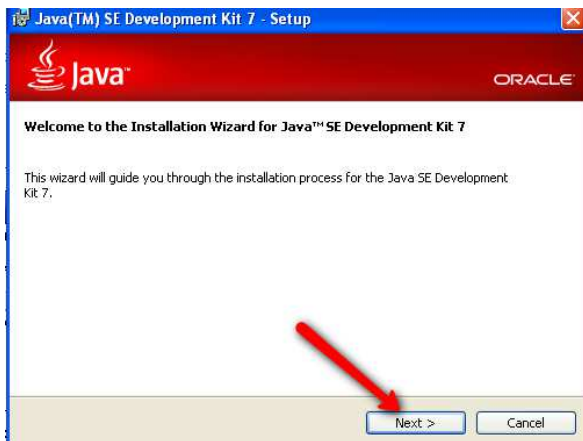 Java(TM) SE Development Kit 7 - Setup
Java™
ORACLE
Welcome to the Installation Wizard for Java™ SE Development Kit 7
This wizard will guide you through the installation process for the Java SE Development
Kit 7.
Next >
Cancel